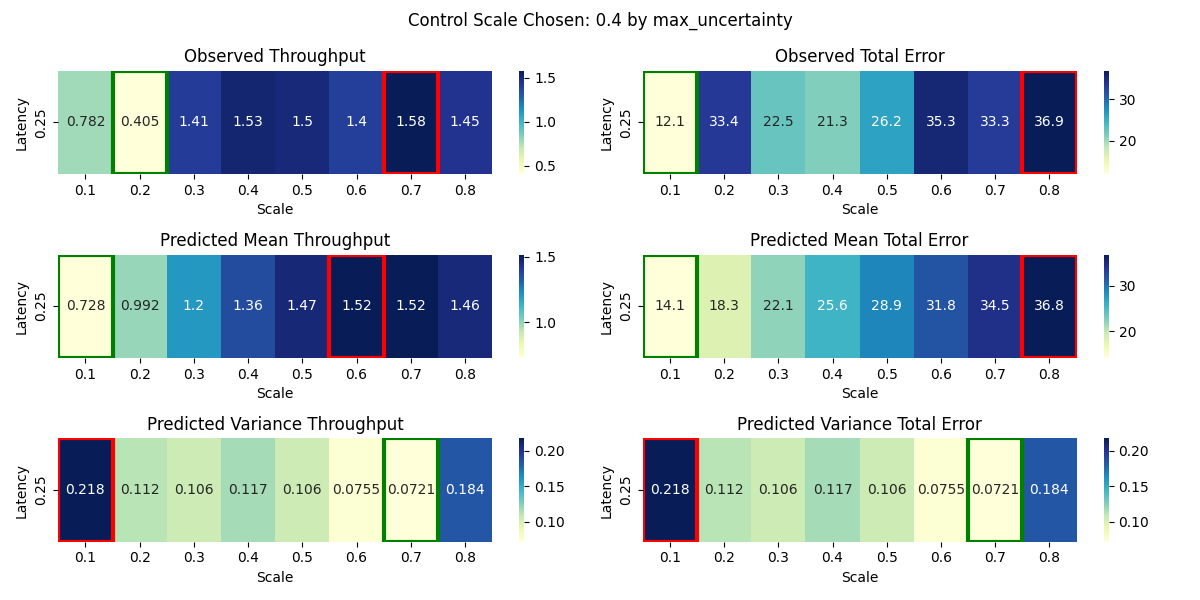 Control Scale Chosen: 0.4 by max_uncertainty
Observed Throughput
Latency
0.25
0.782 0.405 1.41 1.53 1.5 1.4 1.58 1.45
0.1 0.2 0.3 0.4 0.5 0.6 0.7 0.8
Scale
1.5
1.0
0.5
Observed Total Error
Latency
0.25
12.1 33.4 22.5 21.3 26.2 35.3 33.3 36.9
0.1 0.2 0.3 0.4 0.5 0.6 0.7 0.8
Scale
30
20
Predicted Mean Throughput
Latency
0.25
0.728 0.992 1.2 1.36 1.47 1.52 1.52 1.46
0.1 0.2 0.3 0.4 0.5 0.6 0.7 0.8
Scale
1.5
1.0
Predicted Mean Total Error
Latency
0.25
14.1 18.3 22.1 25.6 28.9 31.8 34.5 36.8
0.1 0.2 0.3 0.4 0.5 0.6 0.7 0.8
Scale
30
20
Predicted Variance Throughput
Latency
0.25
0.218 0.112 0.106 0.117 0.106 0.0755 0.0721 0.184
0.1 0.2 0.3 0.4 0.5 0.6 0.7 0.8
Scale
0.20
0.15
0.10
Predicted Variance Total Error
Latency
0.25
0.218 0.112 0.106 0.117 0.106 0.0755 0.0721 0.184
0.1 0.2 0.3 0.4 0.5 0.6 0.7 0.8
Scale
0.20
0.15
0.10